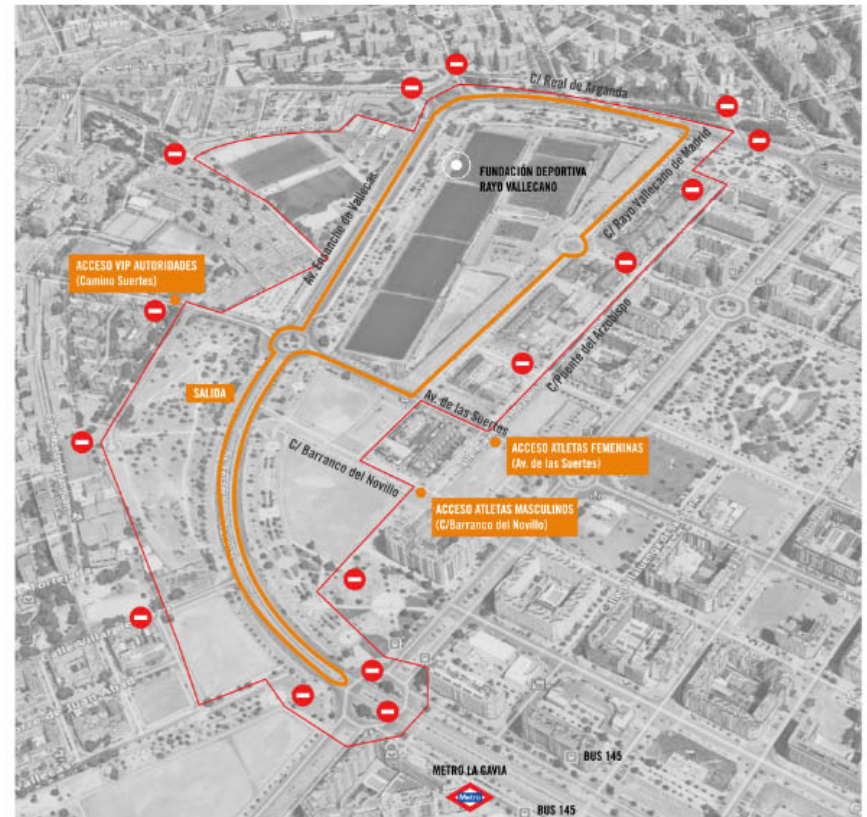 C/ Real de Arganda
C/ Rayo Vallecano de Madrid
FUNDACIÓN DEPORTIVA
RAYO VALLECANO
Av. Ensanche de Vallecas
ACCESO VIP AUTORIDADES
(Camino Suertes)
C/Puente del Arzobispo
SALIDA
Av. de las Suertes
C/ Barranco del Novillo
ACCESO ATLETAS FEMENINAS
(Av. de las Suertes)
ACCESO ATLETAS MASCULINOS
(C/Barranco del Novillo)
BUS 145
METRO LA GAVIA
Metro
BUS 145